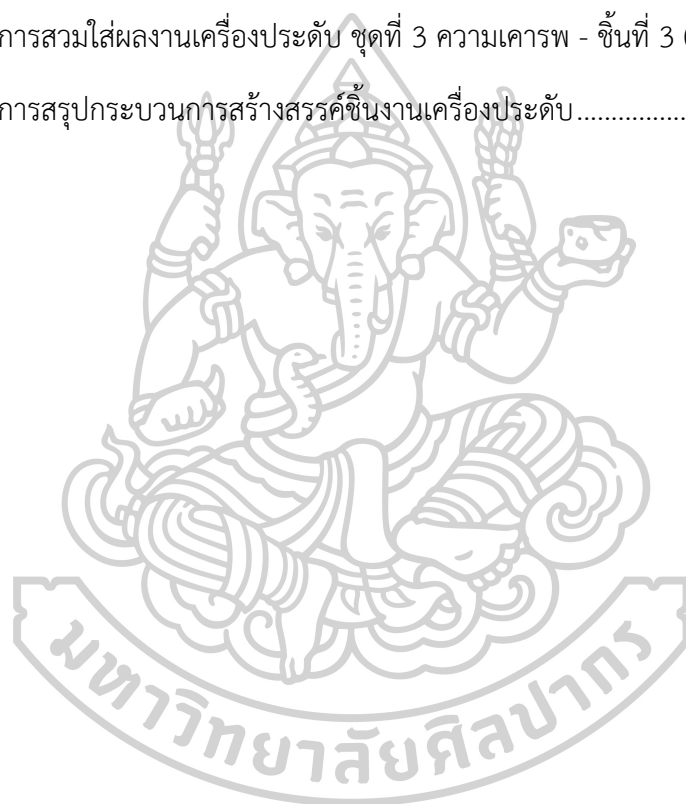 การสวมใส่ผลงานเครื่องประดับ ชุดที่ 3 ความเคารพ - ชิ้นที่ 3
การสรุปกระบวนการสร้างสรรค์ชิ้นงานเครื่องประดับ................
มหาวิทยาลัยศิลปากร